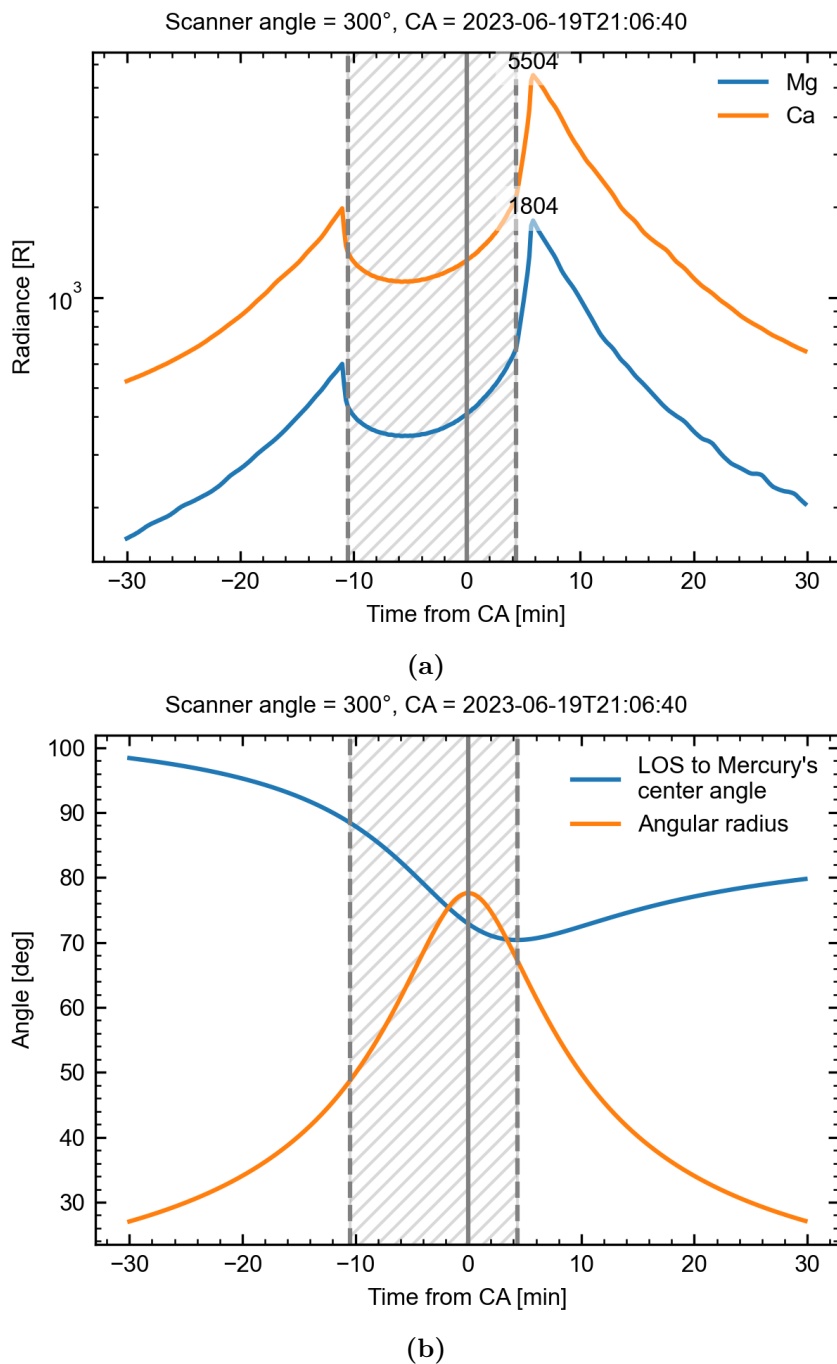 Scanner angle = 300°, CA = 2023-06-19T21:06:40
5504
Mg
Ca
1804
Radiance [R]
10³
−30 −20 −10 0 10 20 30
Time from CA [min]
(a)
Scanner angle = 300°, CA = 2023-06-19T21:06:40
LOS to Mercury's
center angle
Angular radius
Angle [deg]
100
90
80
70
60
50
40
30
−30 −20 −10 0 10 20 30
Time from CA [min]
(b)